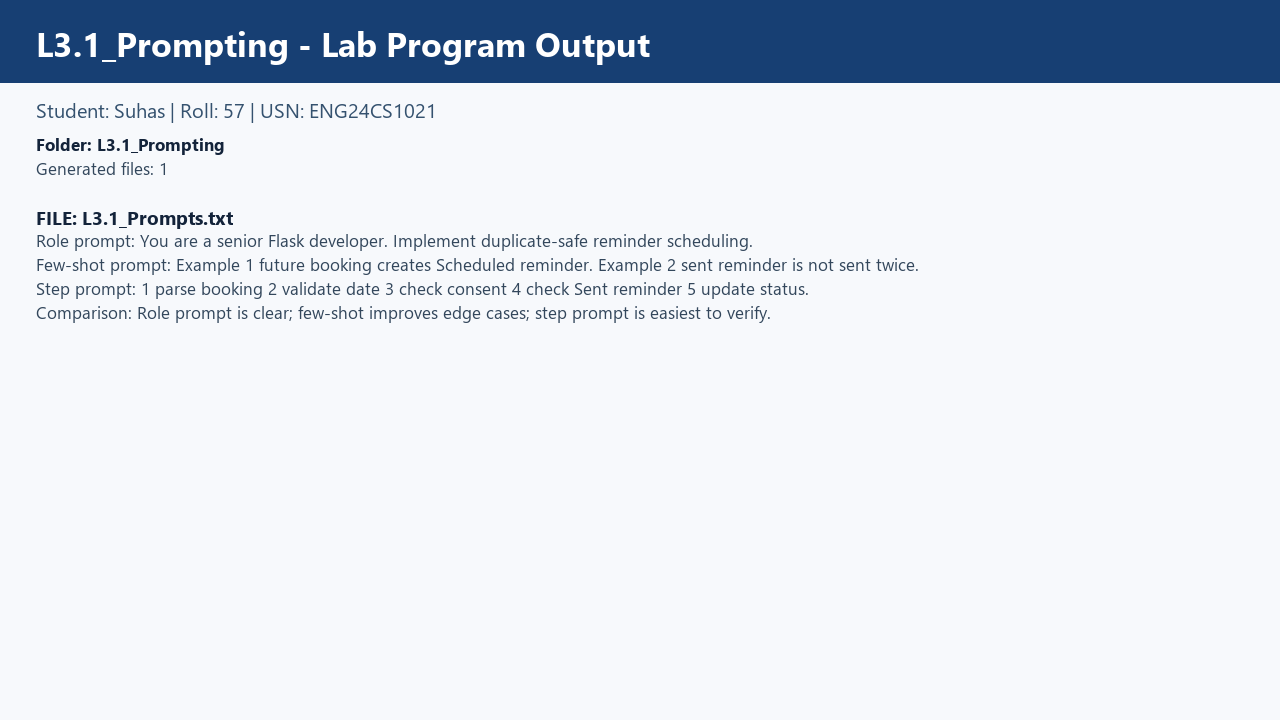 L3.1_Prompting - Lab Program Output
Student: Suhas | Roll: 57 | USN: ENG24CS1021
Folder: L3.1_Prompting
Generated files: 1
FILE: L3.1_Prompts.txt
Role prompt: You are a senior Flask developer. Implement duplicate-safe reminder scheduling.
Few-shot prompt: Example 1 future booking creates Scheduled reminder. Example 2 sent reminder is not sent twice.
Step prompt: 1 parse booking 2 validate date 3 check consent 4 check Sent reminder 5 update status.
Comparison: Role prompt is clear; few-shot improves edge cases; step prompt is easiest to verify.